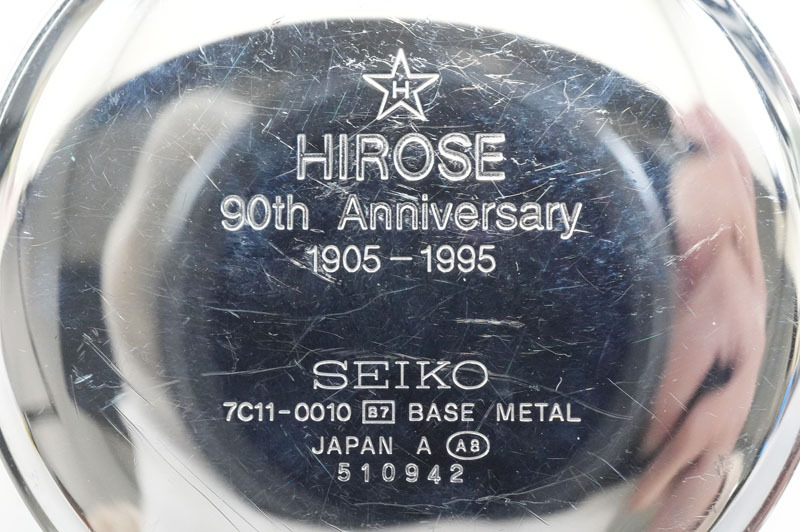 H
HIROSE
90th Anniversary
1905-1995
SEIKO
7C11-0010 B7 BASE METAL
JAPAN A A8
510942